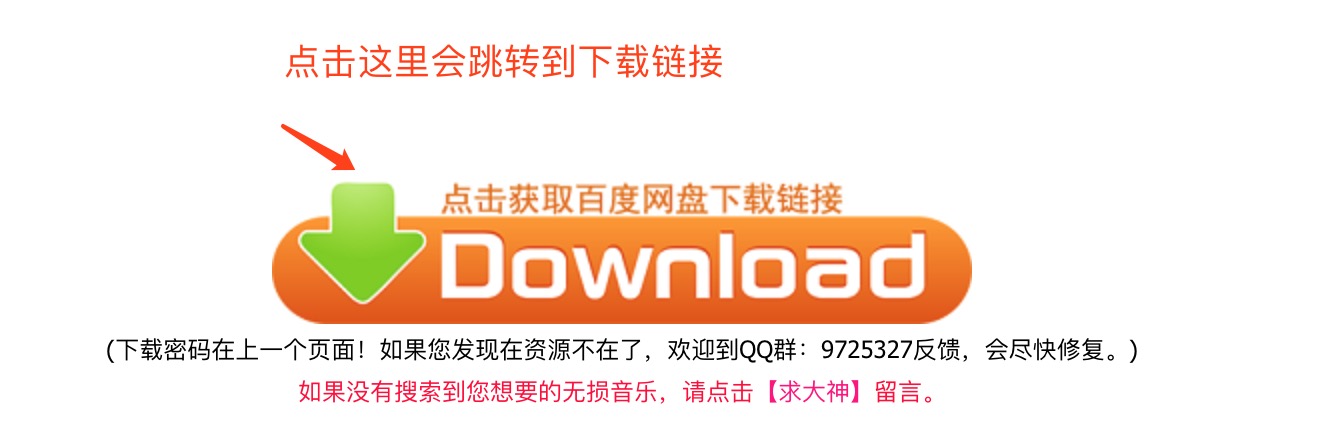 点击这里会跳转到下载链接
点击获取百度网盘下载链接
Download
(下载密码在上一个页面！如果您发现在资源不在了，欢迎到QQ群：9725327反馈，会尽快修复。)
如果没有搜索到您想要的无损音乐，请点击【求大神】留言。